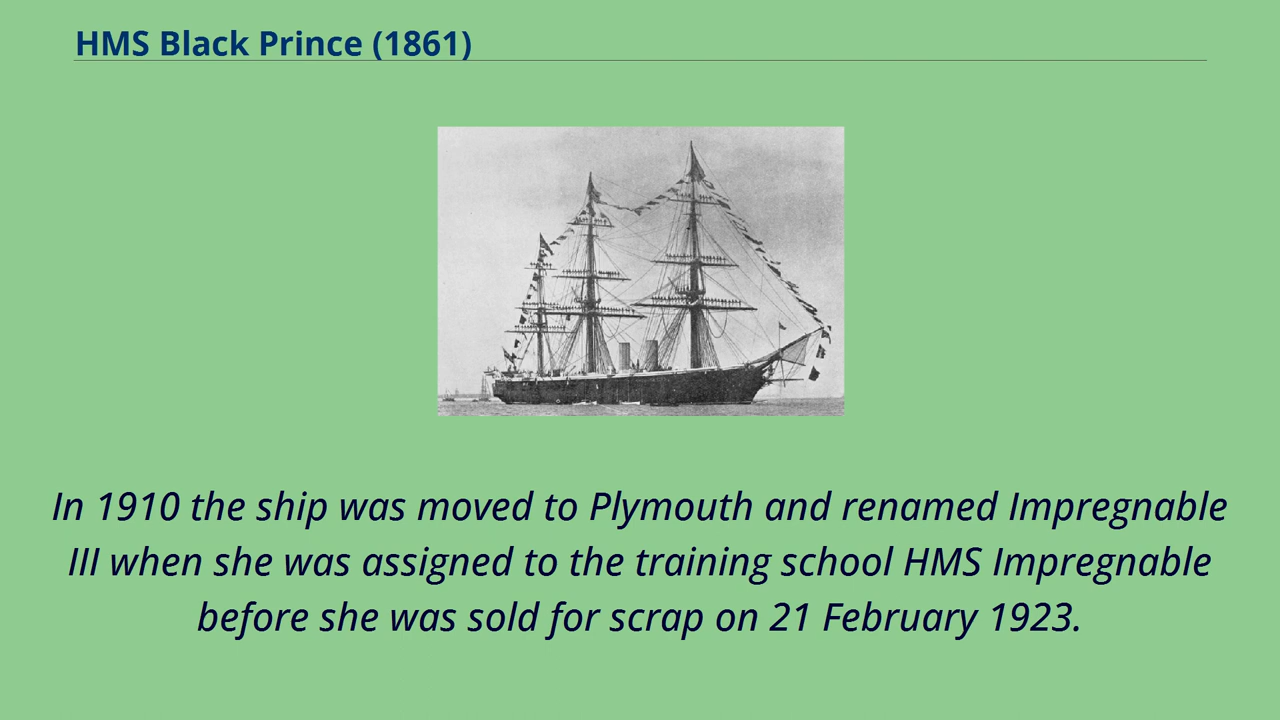 HMS Black Prince (1861)
In 1910 the ship was moved to Plymouth and renamed Impregnable
III when she was assigned to the training school HMS Impregnable
before she was sold for scrap on 21 February 1923.